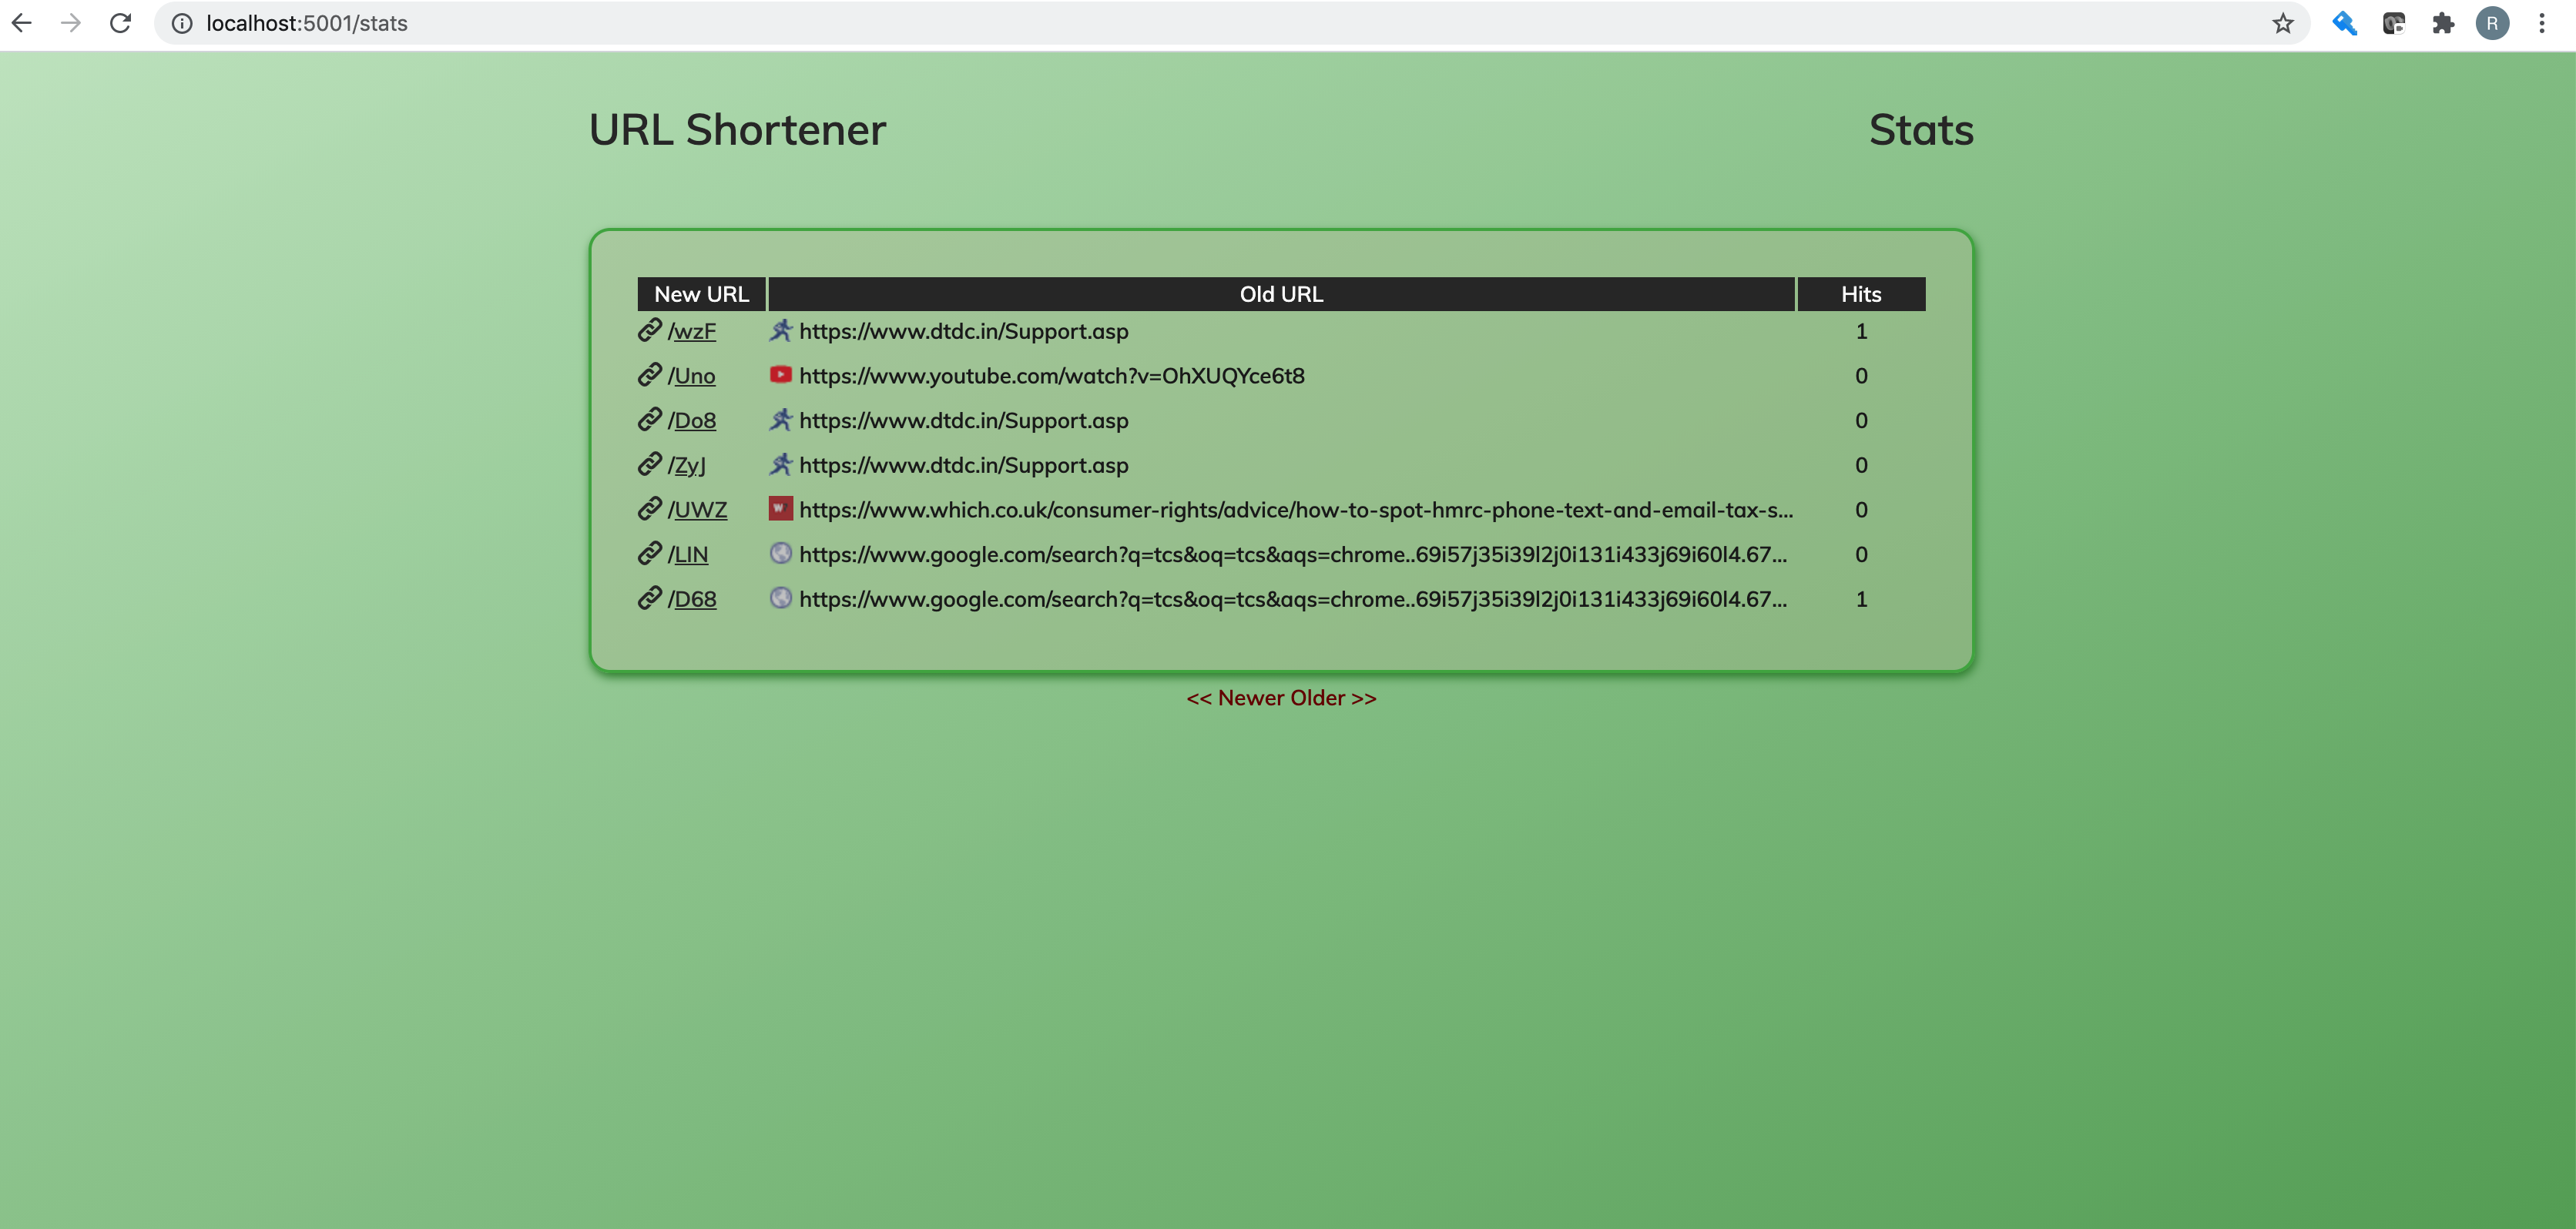 localhost:5001/stats
R
URL Shortener Stats
New URL Old URL Hits
/wzF https://www.dtdc.in/Support.asp 1
/Uno https://www.youtube.com/watch?v=OhXUQYce6t8 0
/Do8 https://www.dtdc.in/Support.asp 0
/ZyJ https://www.dtdc.in/Support.asp 0
/UWZ https://www.which.co.uk/consumer-rights/advice/how-to-spot-hmrc-phone-text-and-email-tax-s... 0
/LIN https://www.google.com/search?q=tcs&oq=tcs&aqs=chrome..69i57j35i39l2j0i131i433j69i60l4.67... 0
/D68 https://www.google.com/search?q=tcs&oq=tcs&aqs=chrome..69i57j35i39l2j0i131i433j69i60l4.67... 1
<< Newer Older >>